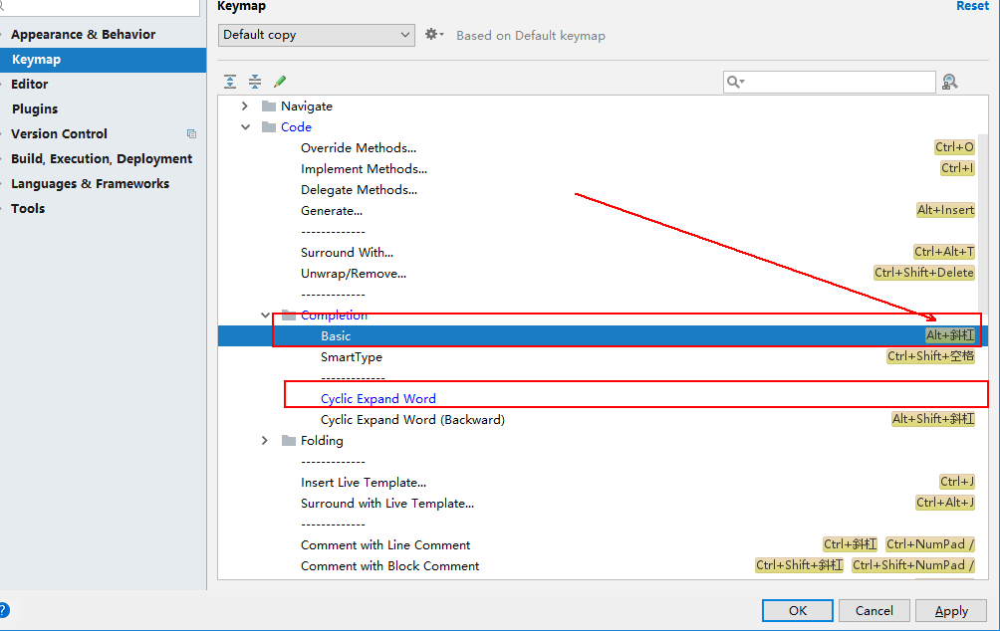 Keymap Reset
Appearance & Behavior
Keymap
Editor
Plugins
Version Control
Build, Execution, Deployment
Languages & Frameworks
Tools
Default copy Based on Default keymap
Navigate
Code
Override Methods... Ctrl+O
Implement Methods... Ctrl+I
Delegate Methods...
Generate... Alt+Insert
-------------
Surround With... Ctrl+Alt+T
Unwrap/Remove... Ctrl+Shift+Delete
-------------
Completion
Basic Alt+斜杠
SmartType Ctrl+Shift+空格
-------------
Cyclic Expand Word
Cyclic Expand Word (Backward) Alt+Shift+斜杠
Folding
-------------
Insert Live Template... Ctrl+J
Surround with Live Template... Ctrl+Alt+J
-------------
Comment with Line Comment Ctrl+斜杠 Ctrl+NumPad /
Comment with Block Comment Ctrl+Shift+斜杠 Ctrl+Shift+NumPad /
? OK Cancel Apply